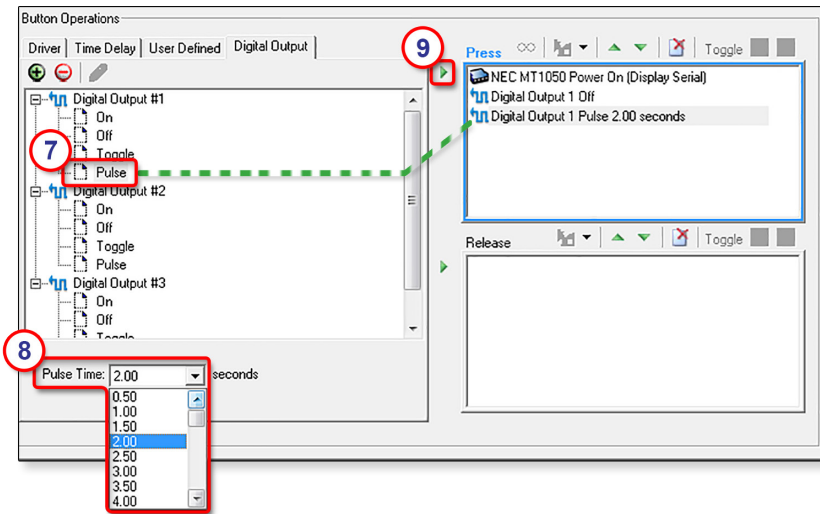 Button Operations
Driver Time Delay User Defined Digital Output
Digital Output #1
On
Off
Toggle
7
Pulse
Digital Output #2
On
Off
Toggle
Pulse
Digital Output #3
On
Off
Toggle
8
Pulse Time: 2.00 seconds
0.50
1.00
1.50
2.00
2.50
3.00
3.50
4.00
9
Press Toggle
NEC MT1050 Power On (Display Serial)
Digital Output 1 Off
Digital Output 1 Pulse 2.00 seconds
Release Toggle